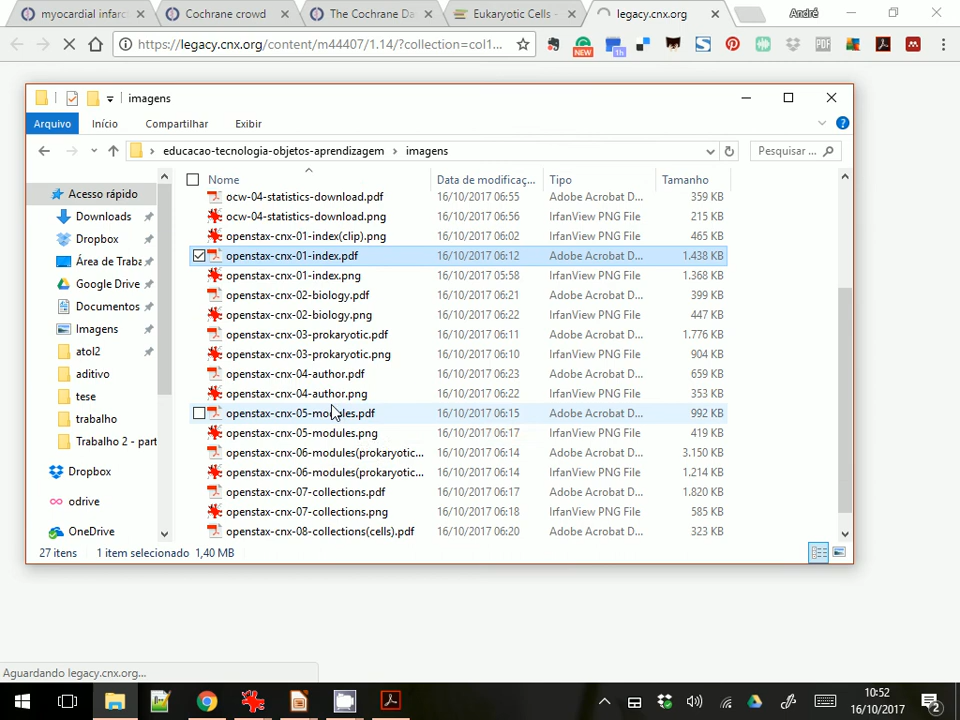 myocardial infarc
Cochrane crowd
The Cochrane Da
Eukaryotic Cells -
legacy.cnx.org
André
https://legacy.cnx.org/content/m44407/1.14/?collection=col1...
NEW
1h
PDF
imagens
Arquivo
Início
Compartilhar
Exibir
educacao-tecnologia-objetos-aprendizagem > imagens
Pesquisar ...
Nome
Data de modificaç...
Tipo
Tamanho
Acesso rápido
Downloads
Dropbox
Área de Traba
Google Drive
Documentos
Imagens
atol2
aditivo
tese
trabalho
Trabalho 2 - part
Dropbox
odrive
OneDrive
ocw-04-statistics-download.pdf 16/10/2017 06:55 Adobe Acrobat D... 359 KB
ocw-04-statistics-download.png 16/10/2017 06:56 IrfanView PNG File 215 KB
openstax-cnx-01-index(clip).png 16/10/2017 06:02 IrfanView PNG File 465 KB
openstax-cnx-01-index.pdf 16/10/2017 06:12 Adobe Acrobat D... 1.438 KB
openstax-cnx-01-index.png 16/10/2017 05:58 IrfanView PNG File 1.368 KB
openstax-cnx-02-biology.pdf 16/10/2017 06:21 Adobe Acrobat D... 399 KB
openstax-cnx-02-biology.png 16/10/2017 06:22 IrfanView PNG File 447 KB
openstax-cnx-03-prokaryotic.pdf 16/10/2017 06:11 Adobe Acrobat D... 1.776 KB
openstax-cnx-03-prokaryotic.png 16/10/2017 06:10 IrfanView PNG File 904 KB
openstax-cnx-04-author.pdf 16/10/2017 06:23 Adobe Acrobat D... 659 KB
openstax-cnx-04-author.png 16/10/2017 06:22 IrfanView PNG File 353 KB
openstax-cnx-05-modules.pdf 16/10/2017 06:15 Adobe Acrobat D... 992 KB
openstax-cnx-05-modules.png 16/10/2017 06:17 IrfanView PNG File 419 KB
openstax-cnx-06-modules(prokaryotic... 16/10/2017 06:14 Adobe Acrobat D... 3.150 KB
openstax-cnx-06-modules(prokaryotic... 16/10/2017 06:14 IrfanView PNG File 1.214 KB
openstax-cnx-07-collections.pdf 16/10/2017 06:17 Adobe Acrobat D... 1.820 KB
openstax-cnx-07-collections.png 16/10/2017 06:18 IrfanView PNG File 585 KB
openstax-cnx-08-collections(cells).pdf 16/10/2017 06:20 Adobe Acrobat D... 323 KB
27 itens 1 item selecionado 1,40 MB
Aguardando legacy.cnx.org...
10:52
16/10/2017
2